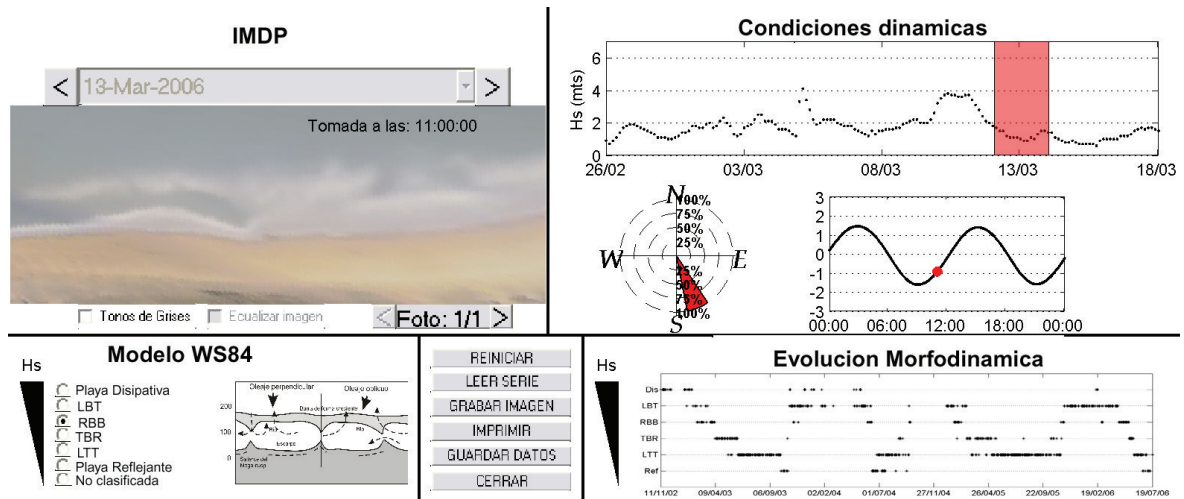 IMDP
< 13-Mar-2006 >
Tomada a las: 11:00:00
Tonos de Grises Ecualizar imagen < Foto: 1/1 >
Condiciones dinamicas
Hs (mts)
6
4
2
0
26/02 03/03 08/03 13/03 18/03
N
100%
75%
50%
25%
W E
25%
50%
75%
100%
S
3
2
1
0
-1
-2
-3
00:00 06:00 12:00 18:00 00:00
Modelo WS84
Hs
Playa Disipativa
LBT
RBB
TBR
LTT
Playa Reflejante
No clasificada
Oleaje perpendicular Oleaje oblicuo
200
100
0
Escarpe
REINICIAR
LEER SERIE
GRABAR IMAGEN
IMPRIMIR
GUARDAR DATOS
CERRAR
Evolucion Morfodinamica
Hs
Dis
LBT
RBB
TBR
LTT
Ref
11/11/02 09/04/03 06/09/03 02/02/04 01/07/04 27/11/04 26/04/05 22/09/05 19/02/06 19/07/06